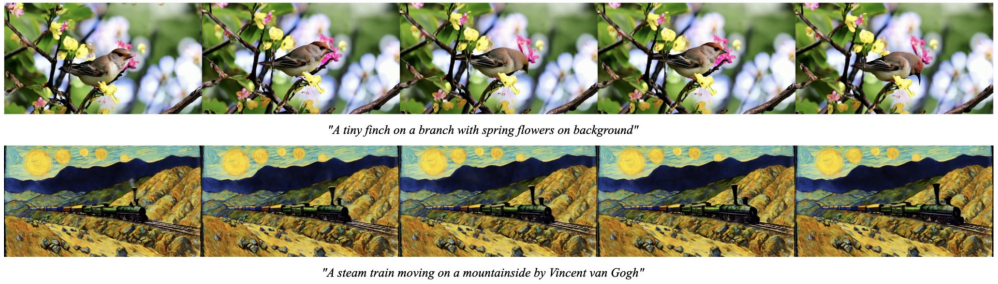 "A tiny finch on a branch with spring flowers on background"
"A steam train moving on a mountainside by Vincent van Gogh"